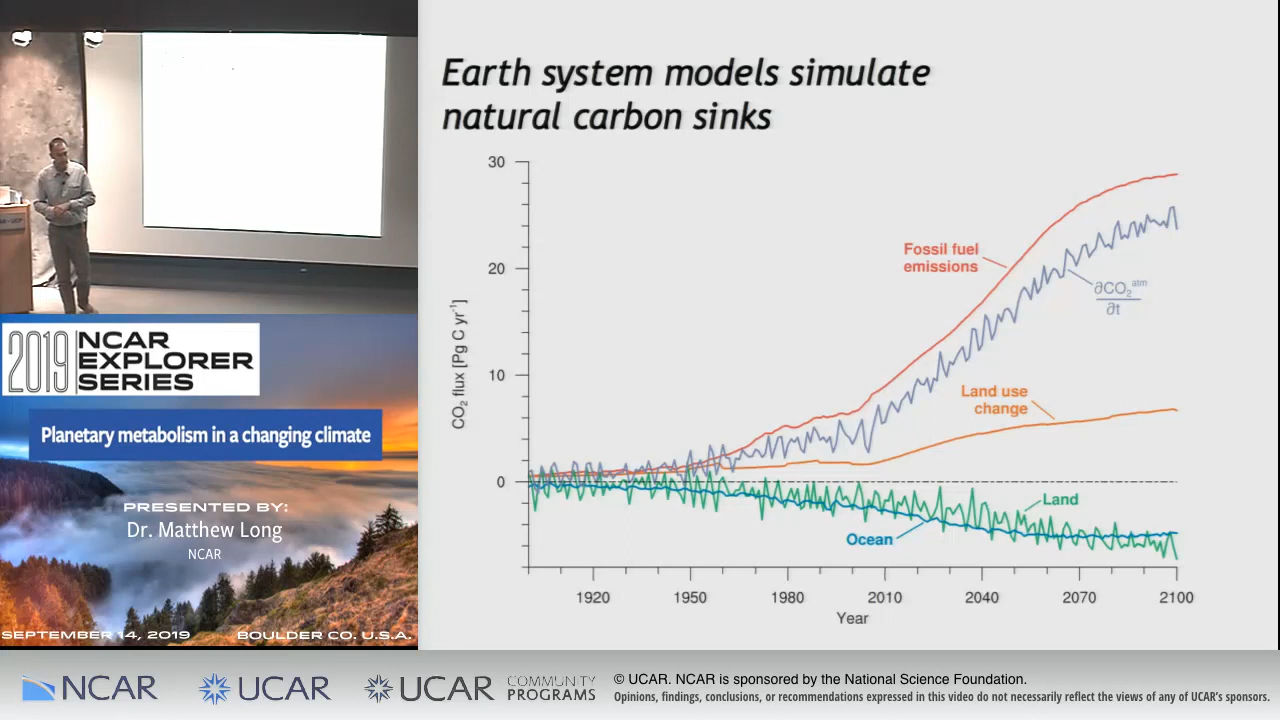 Earth system models simulate
natural carbon sinks
30
20
10
0
CO₂ flux [Pg C yr⁻¹]
Fossil fuel
emissions
∂CO₂ᵃᵗᵐ
∂t
Land use
change
Land
Ocean
1920
1950
1980
2010
2040
2070
2100
Year
2019 NCAR
EXPLORER
SERIES
Planetary metabolism in a changing climate
PRESENTED BY:
Dr. Matthew Long
NCAR
SEPTEMBER 14, 2019
BOULDER CO. U.S.A.
NCAR
UCAR
UCAR
COMMUNITY
PROGRAMS
© UCAR. NCAR is sponsored by the National Science Foundation.
Opinions, findings, conclusions, or recommendations expressed in this video do not necessarily reflect the views of any of UCAR's sponsors.